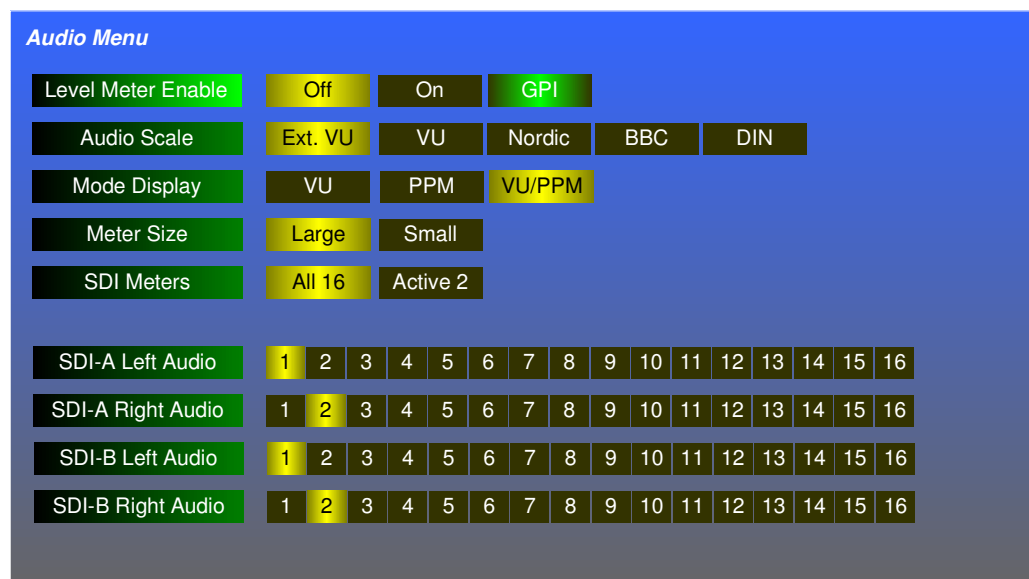 Audio Menu
Level Meter Enable Off On GPI
Audio Scale Ext. VU VU Nordic BBC DIN
Mode Display VU PPM VU/PPM
Meter Size Large Small
SDI Meters All 16 Active 2
SDI-A Left Audio 1 2 3 4 5 6 7 8 9 10 11 12 13 14 15 16
SDI-A Right Audio 1 2 3 4 5 6 7 8 9 10 11 12 13 14 15 16
SDI-B Left Audio 1 2 3 4 5 6 7 8 9 10 11 12 13 14 15 16
SDI-B Right Audio 1 2 3 4 5 6 7 8 9 10 11 12 13 14 15 16